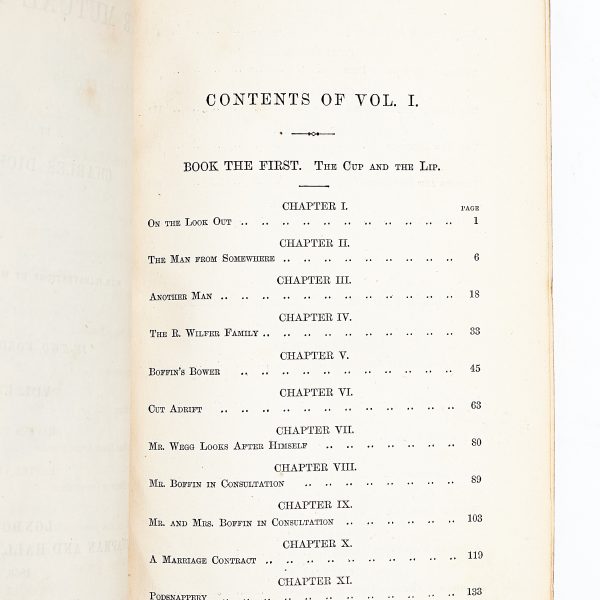 CONTENTS OF VOL. I.
BOOK THE FIRST. The Cup and the Lip.
CHAPTER I.
PAGE
On the Look Out .. .. .. .. .. .. .. .. .. .. .. 1
CHAPTER II.
The Man from Somewhere .. .. .. .. .. .. .. .. .. 6
CHAPTER III.
Another Man .. .. .. .. .. .. .. .. .. .. .. .. 18
CHAPTER IV.
The R. Wilfer Family .. .. .. .. .. .. .. .. .. .. 33
CHAPTER V.
Boffin's Bower .. .. .. .. .. .. .. .. .. .. .. 45
CHAPTER VI.
Cut Adrift .. .. .. .. .. .. .. .. .. .. .. .. 63
CHAPTER VII.
Mr. Wegg Looks After Himself .. .. .. .. .. .. .. 80
CHAPTER VIII.
Mr. Boffin in Consultation .. .. .. .. .. .. .. .. 89
CHAPTER IX.
Mr. and Mrs. Boffin in Consultation .. .. .. .. .. .. 103
CHAPTER X.
A Marriage Contract .. .. .. .. .. .. .. .. .. .. 119
CHAPTER XI.
Podsnappery .. .. .. .. .. .. .. .. .. .. .. .. 133